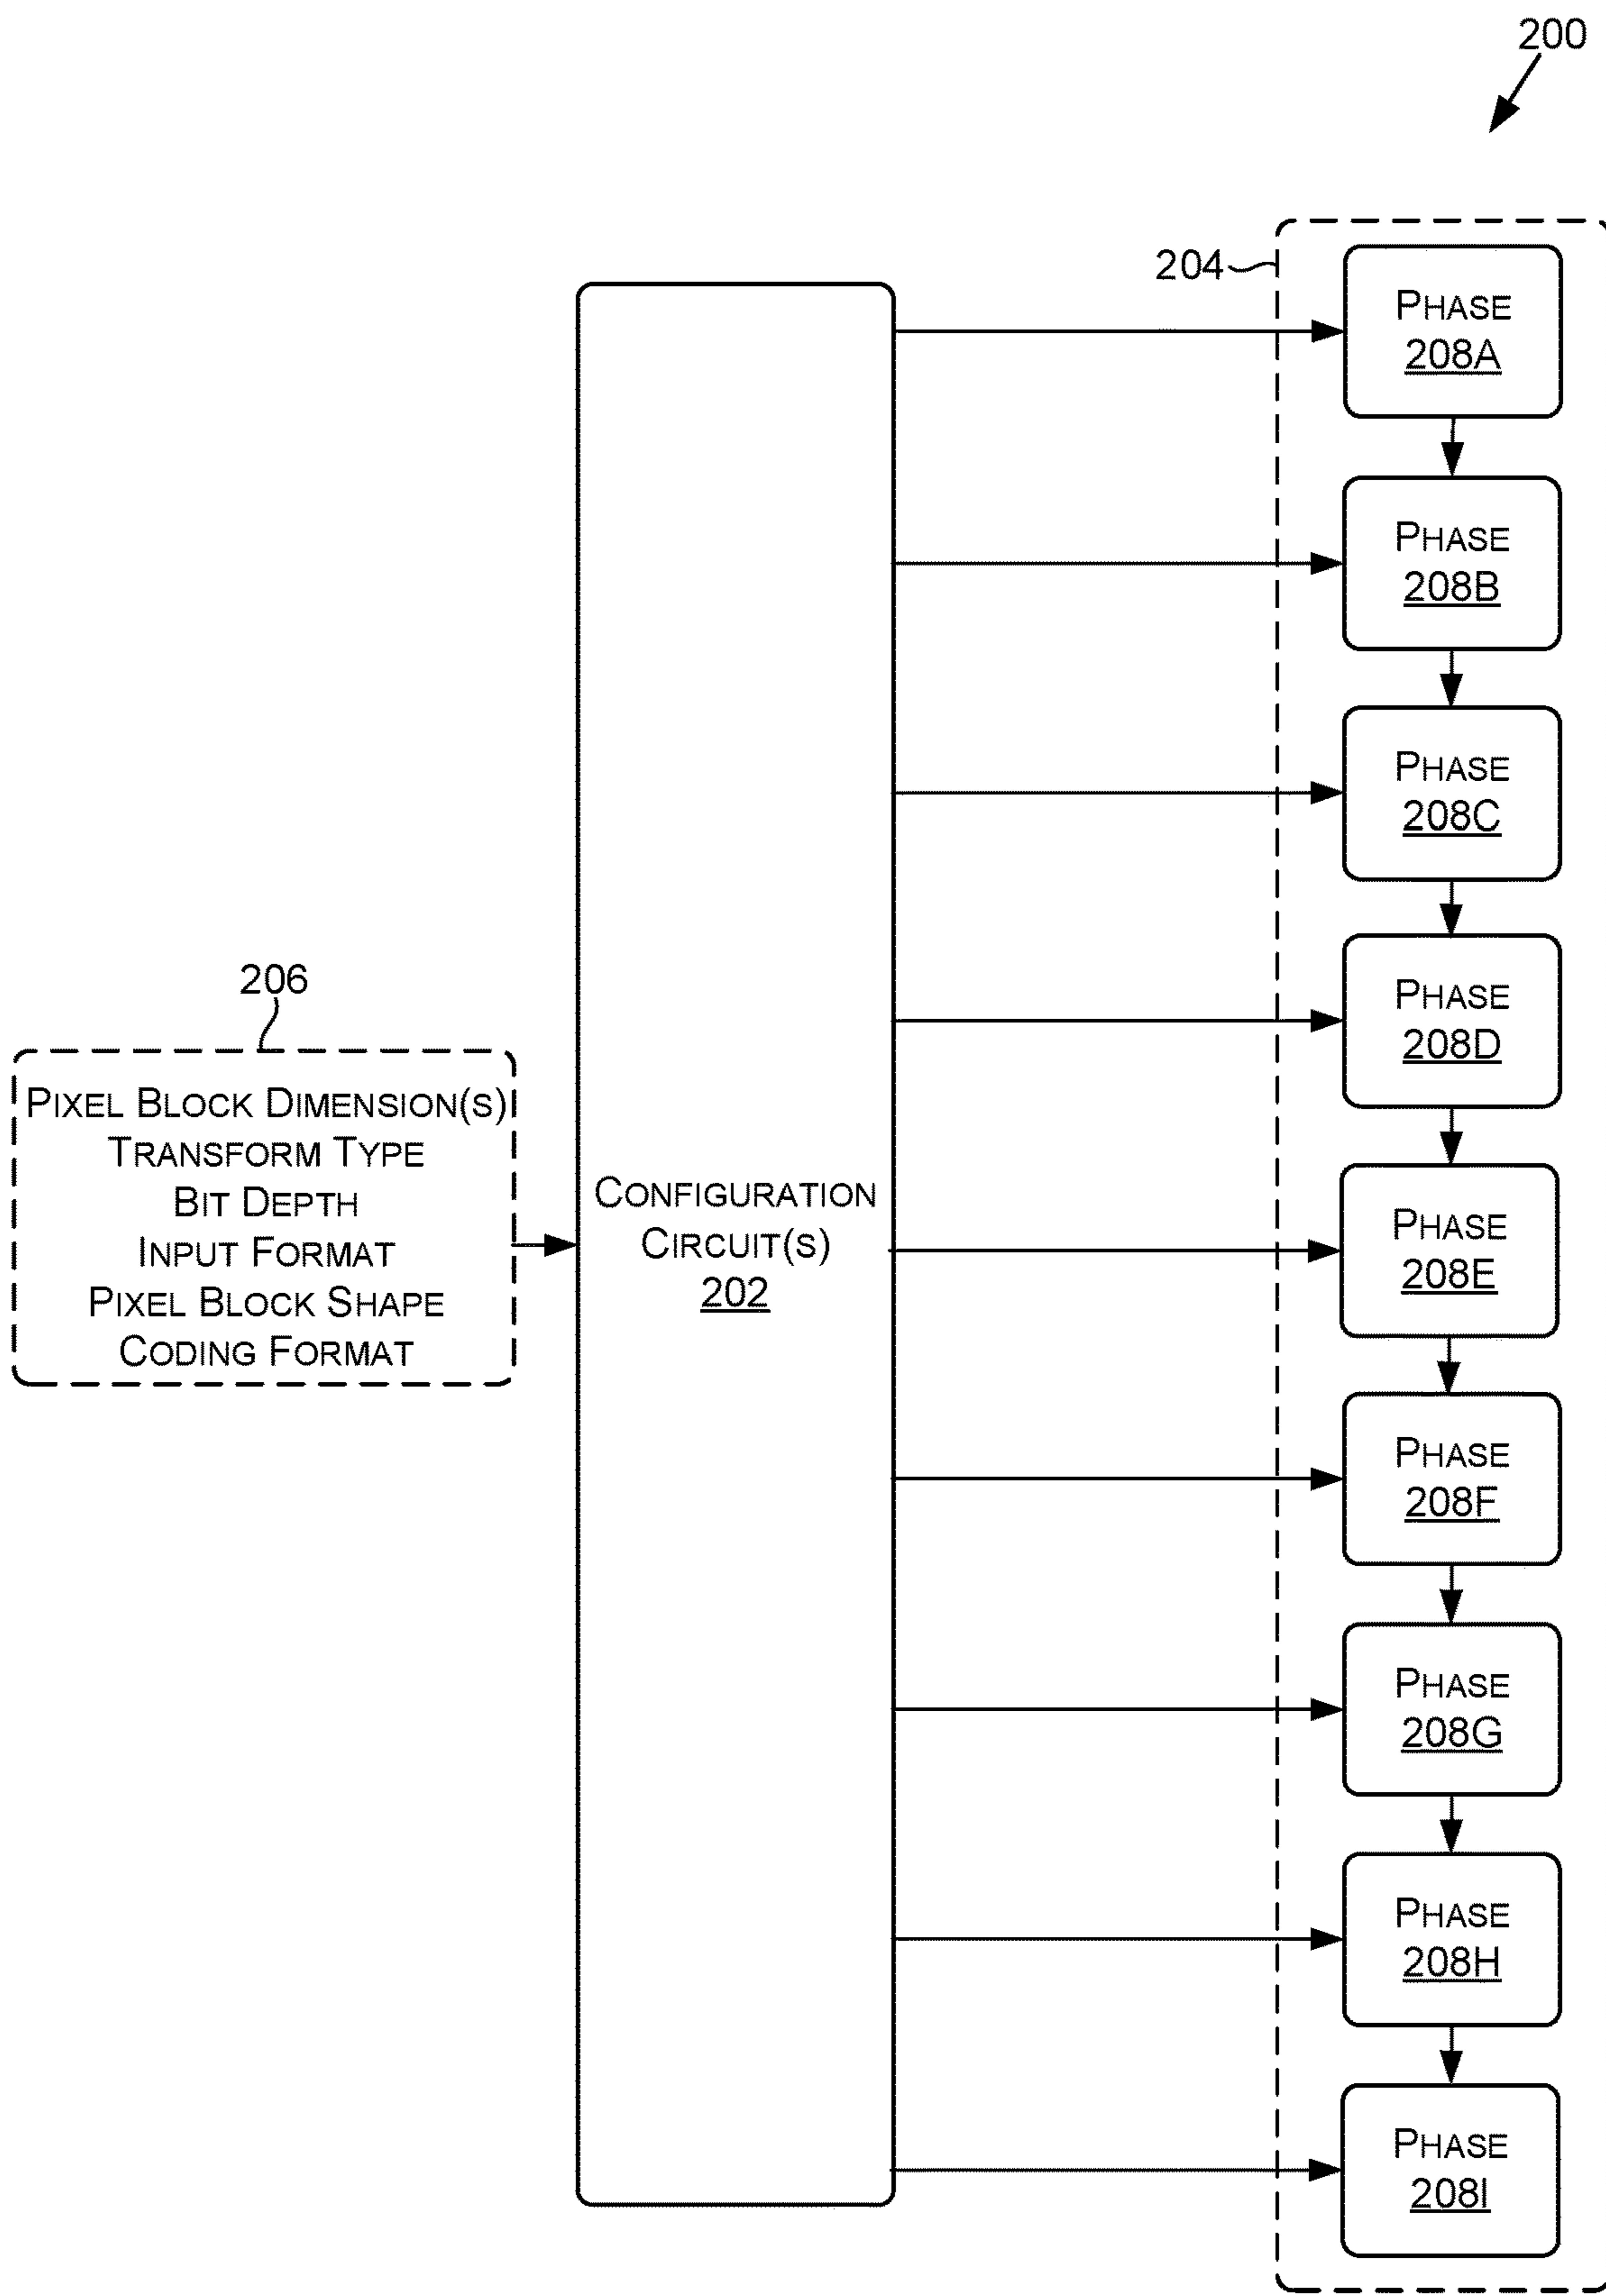 200
204
PHASE
208A
PHASE
208B
PHASE
208C
PHASE
208D
206
PIXEL BLOCK DIMENSION(S)
TRANSFORM TYPE
BIT DEPTH
INPUT FORMAT
PIXEL BLOCK SHAPE
CODING FORMAT
CONFIGURATION
CIRCUIT(S)
202
PHASE
208E
PHASE
208F
PHASE
208G
PHASE
208H
PHASE
208I